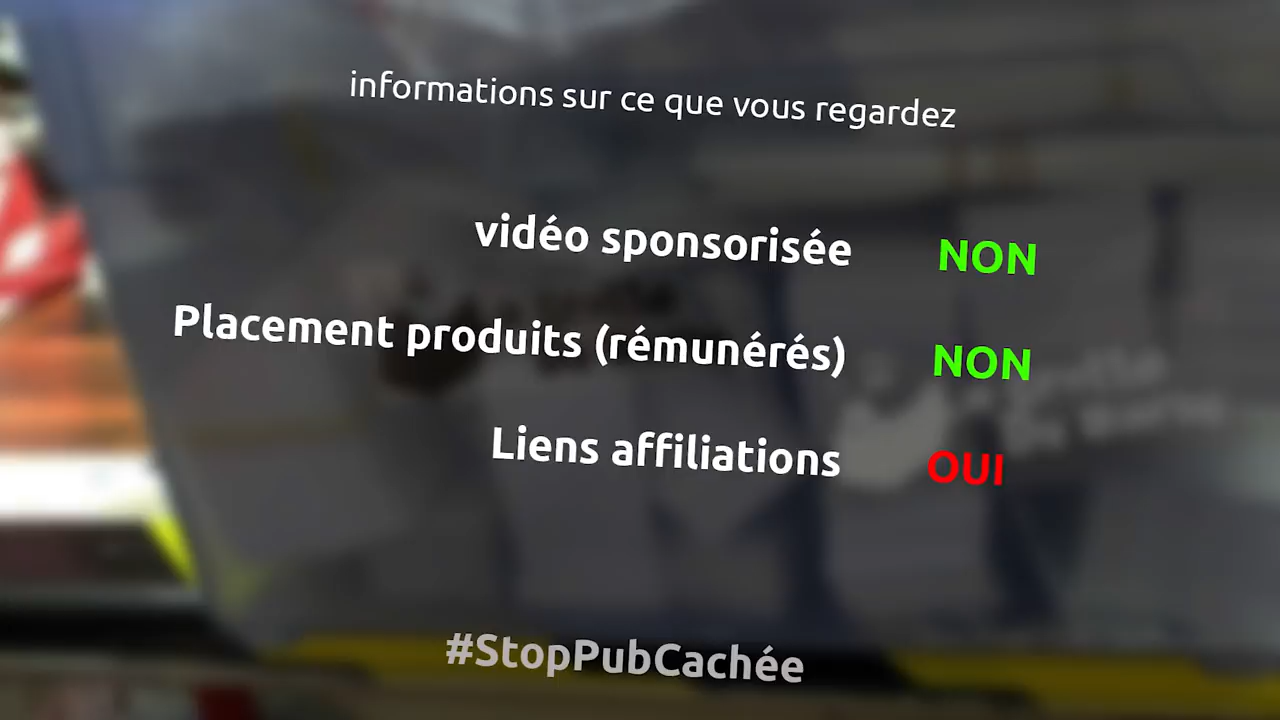 informations sur ce que vous regardez
vidéo sponsorisée NON
Placement produits (rémunérés) NON
Liens affiliations OUI
#StopPubCachée